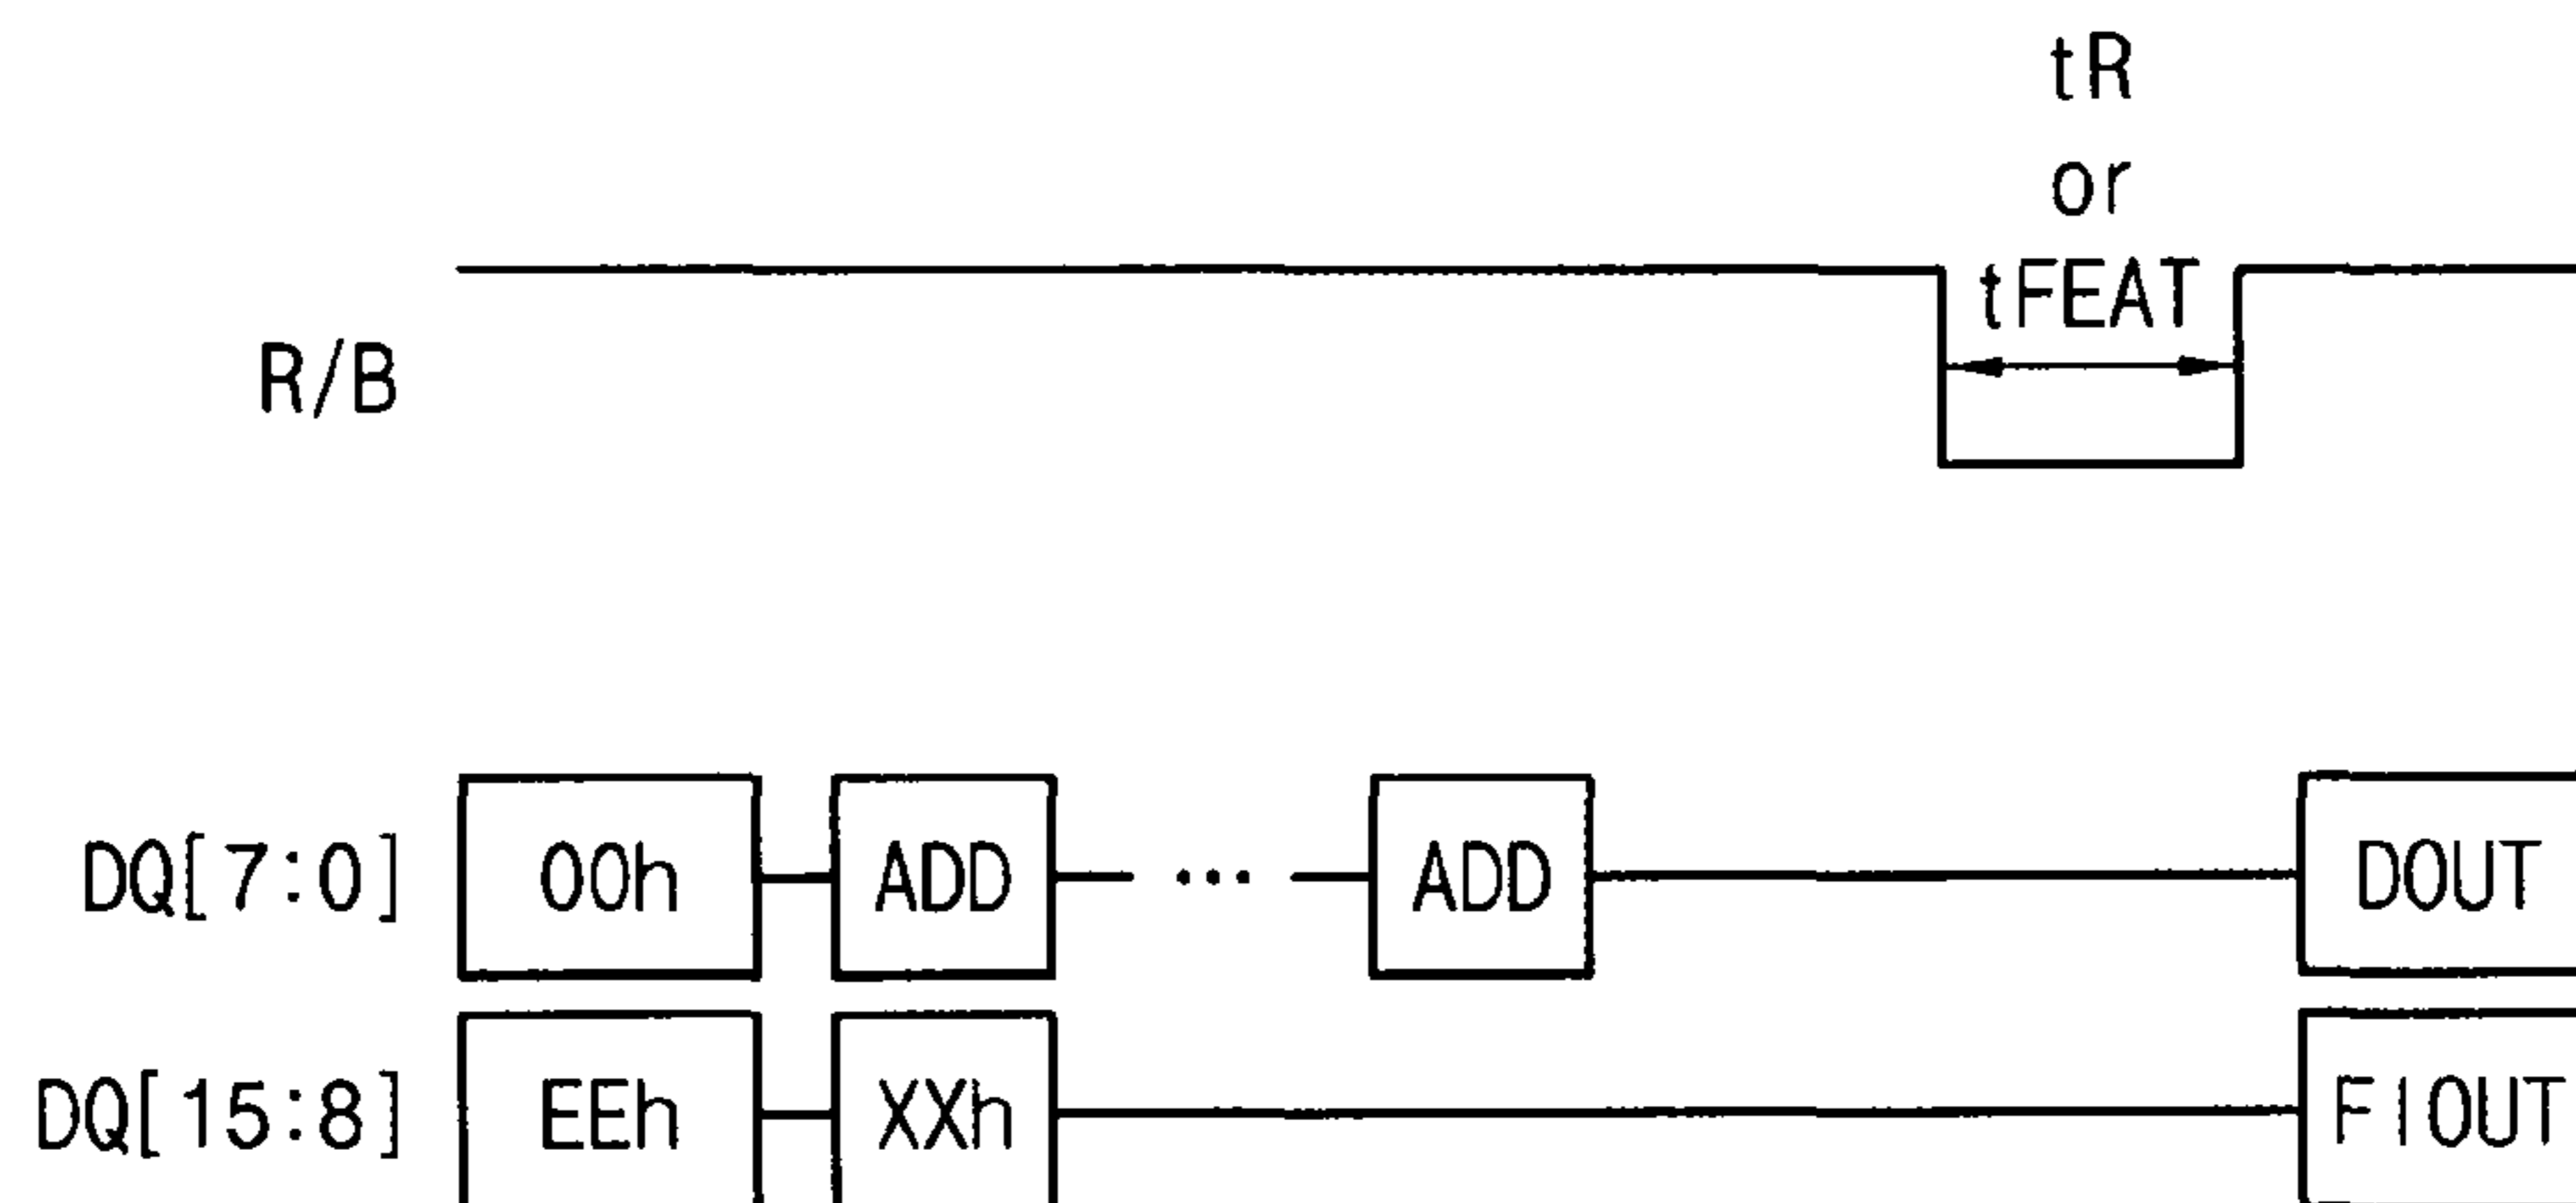 tR
or
tFEAT
R/B
DQ[7:0] 00h ADD ... ADD DOUT
DQ[15:8] EEh XXh FIOUT